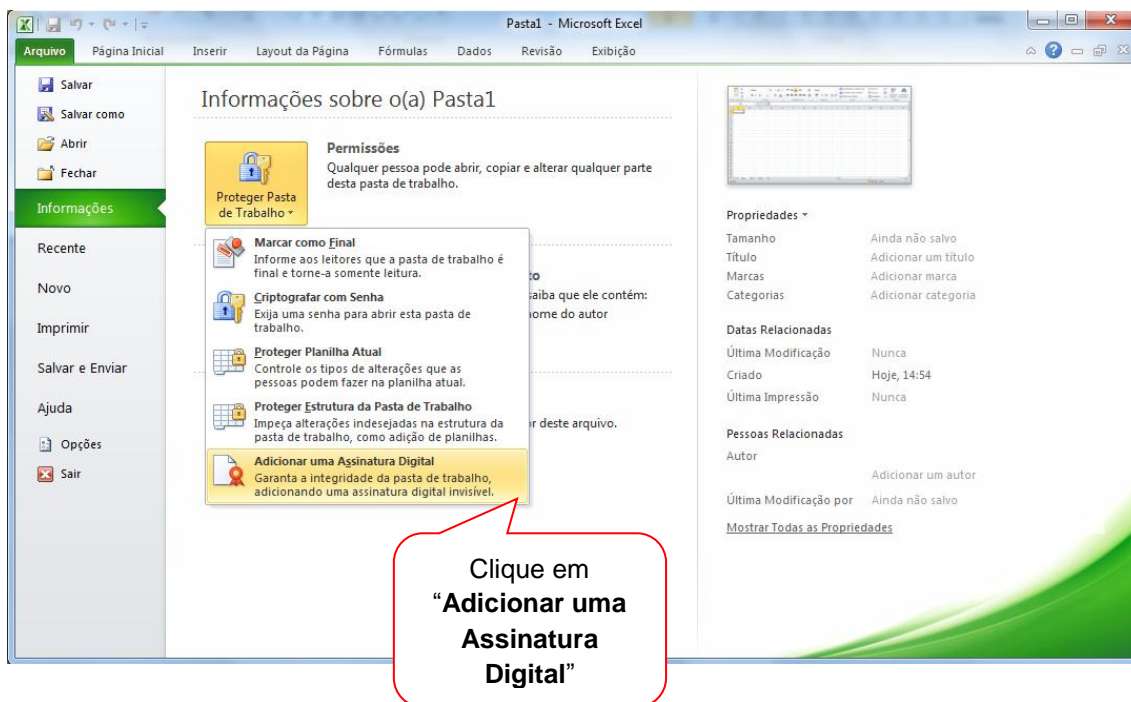 Pasta1 - Microsoft Excel
Arquivo Página Inicial Inserir Layout da Página Fórmulas Dados Revisão Exibição
Salvar
Salvar como
Abrir
Fechar
Informações
Recente
Novo
Imprimir
Salvar e Enviar
Ajuda
Opções
Sair
Informações sobre o(a) Pasta1
Proteger Pasta
de Trabalho
Permissões
Qualquer pessoa pode abrir, copiar e alterar qualquer parte
desta pasta de trabalho.
Marcar como Final
Informe aos leitores que a pasta de trabalho é
final e torne-a somente leitura.
Criptografar com Senha
Exija uma senha para abrir esta pasta de
trabalho.
Proteger Planilha Atual
Controle os tipos de alterações que as
pessoas podem fazer na planilha atual.
Proteger Estrutura da Pasta de Trabalho
Impeça alterações indesejadas na estrutura da
pasta de trabalho, como adição de planilhas.
Adicionar uma Assinatura Digital
Garanta a integridade da pasta de trabalho,
adicionando uma assinatura digital invisível.
to
saiba que ele contém:
nome do autor
deste arquivo.
Clique em
“Adicionar uma
Assinatura
Digital”
Propriedades
Tamanho Ainda não salvo
Título Adicionar um título
Marcas Adicionar marca
Categorias Adicionar categoria
Datas Relacionadas
Última Modificação Nunca
Criado Hoje, 14:54
Última Impressão Nunca
Pessoas Relacionadas
Autor
Adicionar um autor
Última Modificação por Ainda não salvo
Mostrar Todas as Propriedades